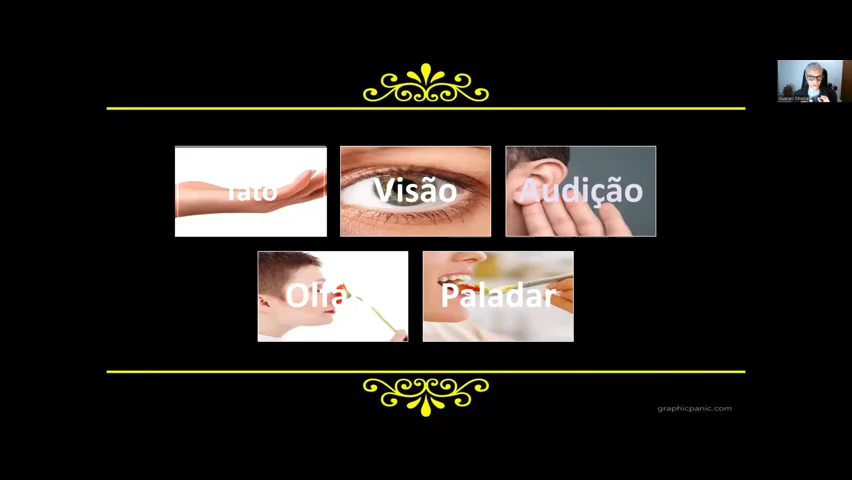 Tato
Visão
Audição
Olfa
Paladar
graphicpanic.com